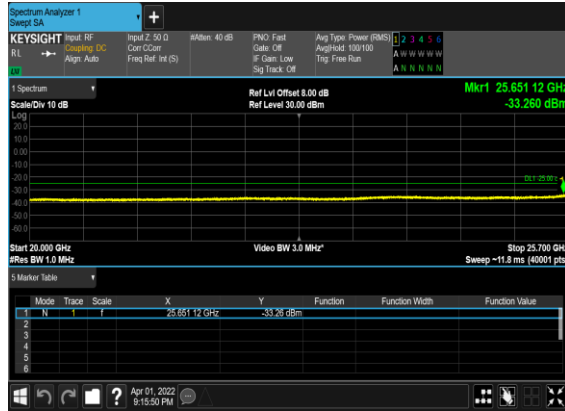 Spectrum Analyzer 1
Swept SA
KEYSIGHT Input: RF Input Z: 50 Ω #Atten: 40 dB PNO: Fast Avg Type: Power (RMS) 1 2 3 4 5 6
RL Coupling: DC Corr CCorr Gate: Off Avg|Hold: 100/100 A W W W W W
Align: Auto Freq Ref: Int (S) IF Gain: Low Trig: Free Run
Sig Track: Off A N N N N N
1 Spectrum Ref Lvl Offset 8.00 dB Mkr1 25.651 12 GHz
Scale/Div 10 dB Ref Level 30.00 dBm -33.260 dBm
Log
20.0
10.0
0.00
-10.0
-20.0
DL1 -25.00
-30.0
-40.0
-50.0
-60.0
Start 20.000 GHz Video BW 3.0 MHz* Stop 25.700 GHz
#Res BW 1.0 MHz Sweep ~11.8 ms (40001 pts
5 Marker Table
Mode Trace Scale X Y Function Function Width Function Value
1 N 1 f 25.651 12 GHz -33.26 dBm
2
3
4
5
6
? Apr 01, 2022
9:15:50 PM